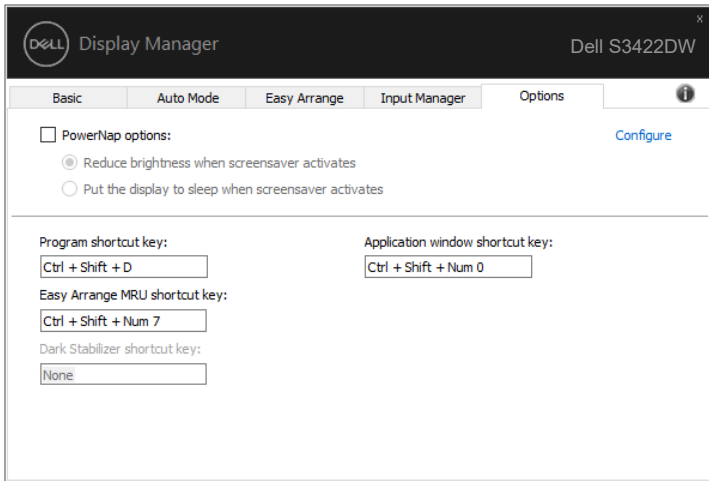 x
DELL Display Manager
Dell S3422DW
Basic Auto Mode Easy Arrange Input Manager Options i
PowerNap options: Configure
Reduce brightness when screensaver activates
Put the display to sleep when screensaver activates
Program shortcut key: Application window shortcut key:
Ctrl + Shift + D Ctrl + Shift + Num 0
Easy Arrange MRU shortcut key:
Ctrl + Shift + Num 7
Dark Stabilizer shortcut key:
None